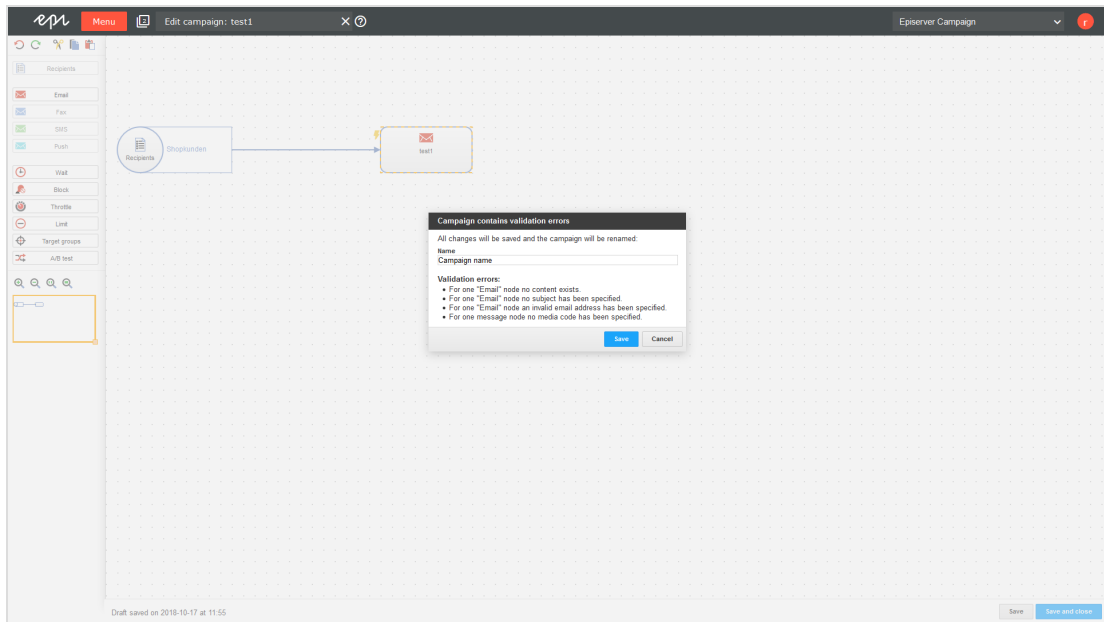 epi
Menu
Edit campaign: test1
Episerver Campaign
r
Recipients
Email
Fax
SMS
Push
Wait
Block
Throttle
Limit
Target groups
A/B test
Recipients
Shopkunden
test1
Campaign contains validation errors
All changes will be saved and the campaign will be renamed:
Name
Campaign name
Validation errors:
For one "Email" node no content exists.
For one "Email" node no subject has been specified.
For one "Email" node an invalid email address has been specified.
For one message node no media code has been specified.
Save
Cancel
Draft saved on 2018-10-17 at 11:55
Save
Save and close